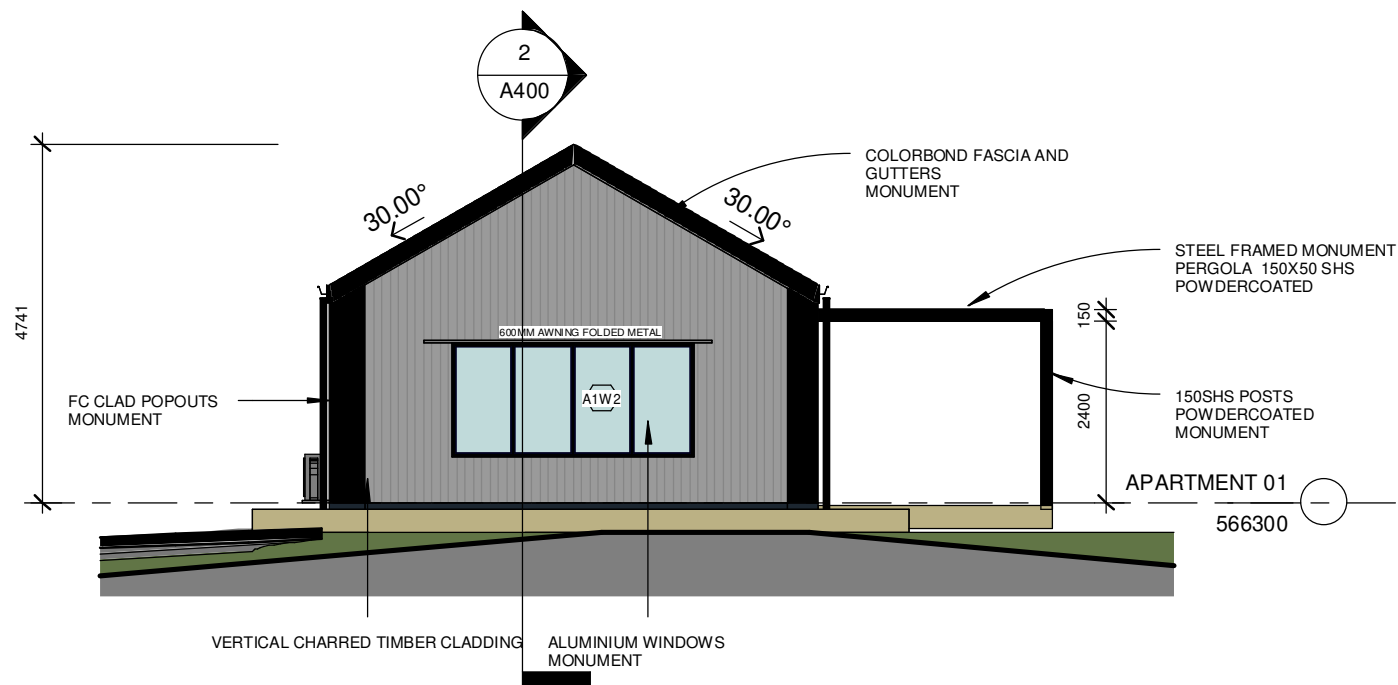 2
A400
COLORBOND FASCIA AND
GUTTERS
MONUMENT
30.00°
30.00°
STEEL FRAMED MONUMENT
PERGOLA 150X50 SHS
POWDERCOATED
4741
150
600MM AWNING FOLDED METAL
A1W2
FC CLAD POPOUTS
MONUMENT
2400
150SHS POSTS
POWDERCOATED
MONUMENT
APARTMENT 01
566300
VERTICAL CHARRED TIMBER CLADDING
ALUMINIUM WINDOWS
MONUMENT